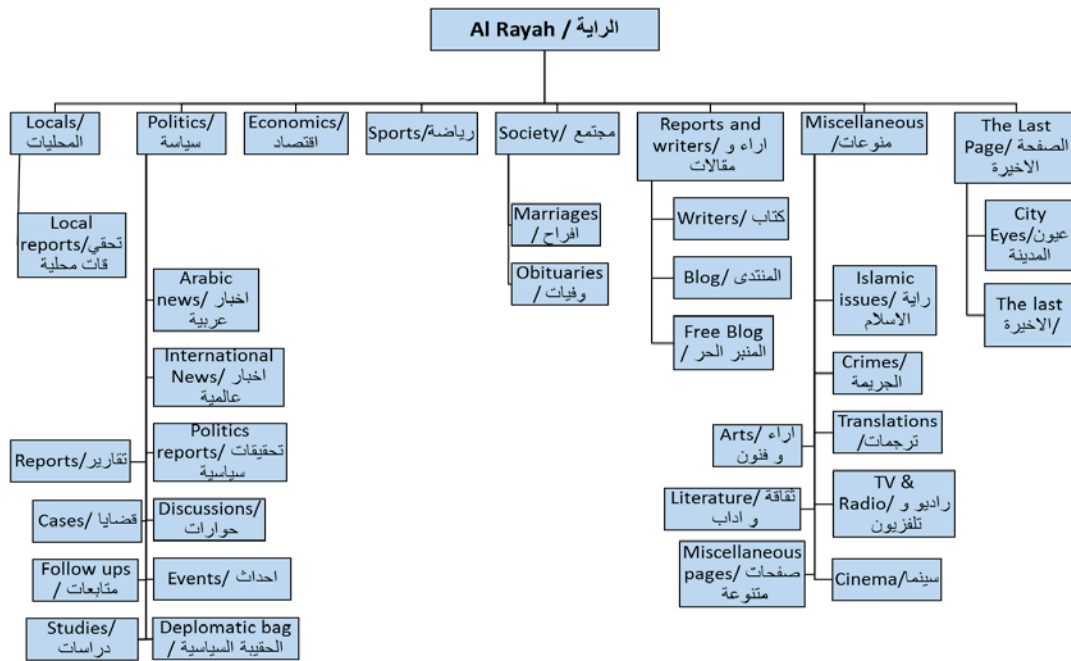 Al Rayah / الراية
Locals/
المحليات
Politics/
سياسة
Economics/
اقتصاد
Sports/رياضة
Society/ مجتمع
Reports and
writers/ اراء و
مقالات
Miscellaneous
/منوعات
The Last
Page/ الصفحة
الاخيرة
Local
reports/تحقي
قات محلية
Arabic
news/ اخبار
عربية
International
News/ اخبار
عالمية
Reports/تقارير
Politics
reports/ تحقيقات
سياسية
Cases/ قضايا
Discussions/
حوارات
Follow ups
/ متابعات
Events/ احداث
Studies/
دراسات
Deplomatic bag
/ الحقيبة السياسية
Marriages
/ افراح
Obituaries
/ وفيات
Writers/ كتاب
Blog/ المنتدى
Free Blog
/ المنبر الحر
Islamic
issues/ راية
الاسلام
Crimes/
الجريمة
Arts/ اراء
و فنون
Translations
/ترجمات
Literature/ ثقاقة
و اداب
TV &
Radio/ راديو و
تلفزيون
Miscellaneous
pages/ صفحات
متنوعة
Cinema/سينما
City
Eyes/عيون
المدينة
The last
/الاخيرة